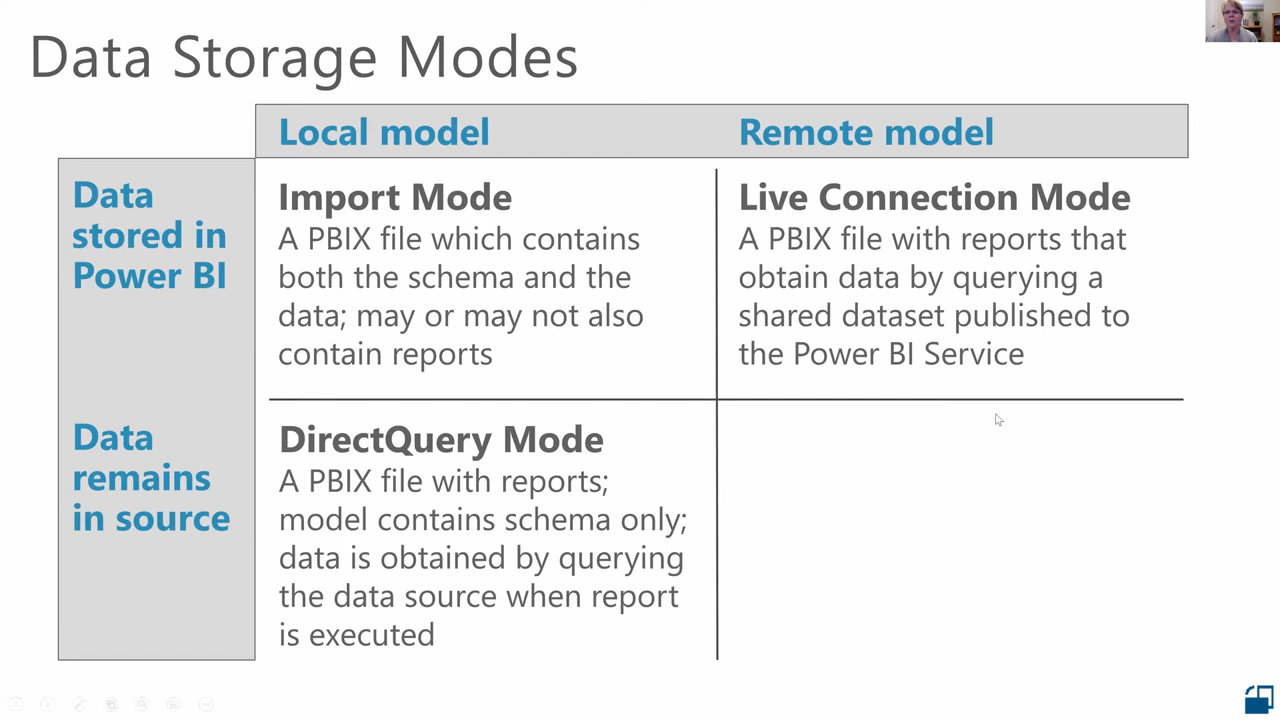 Data Storage Modes
Local model
Remote model
Data
stored in
Power BI
Import Mode
A PBIX file which contains
both the schema and the
data; may or may not also
contain reports
Live Connection Mode
A PBIX file with reports that
obtain data by querying a
shared dataset published to
the Power BI Service
Data
remains
in source
DirectQuery Mode
A PBIX file with reports;
model contains schema only;
data is obtained by querying
the data source when report
is executed